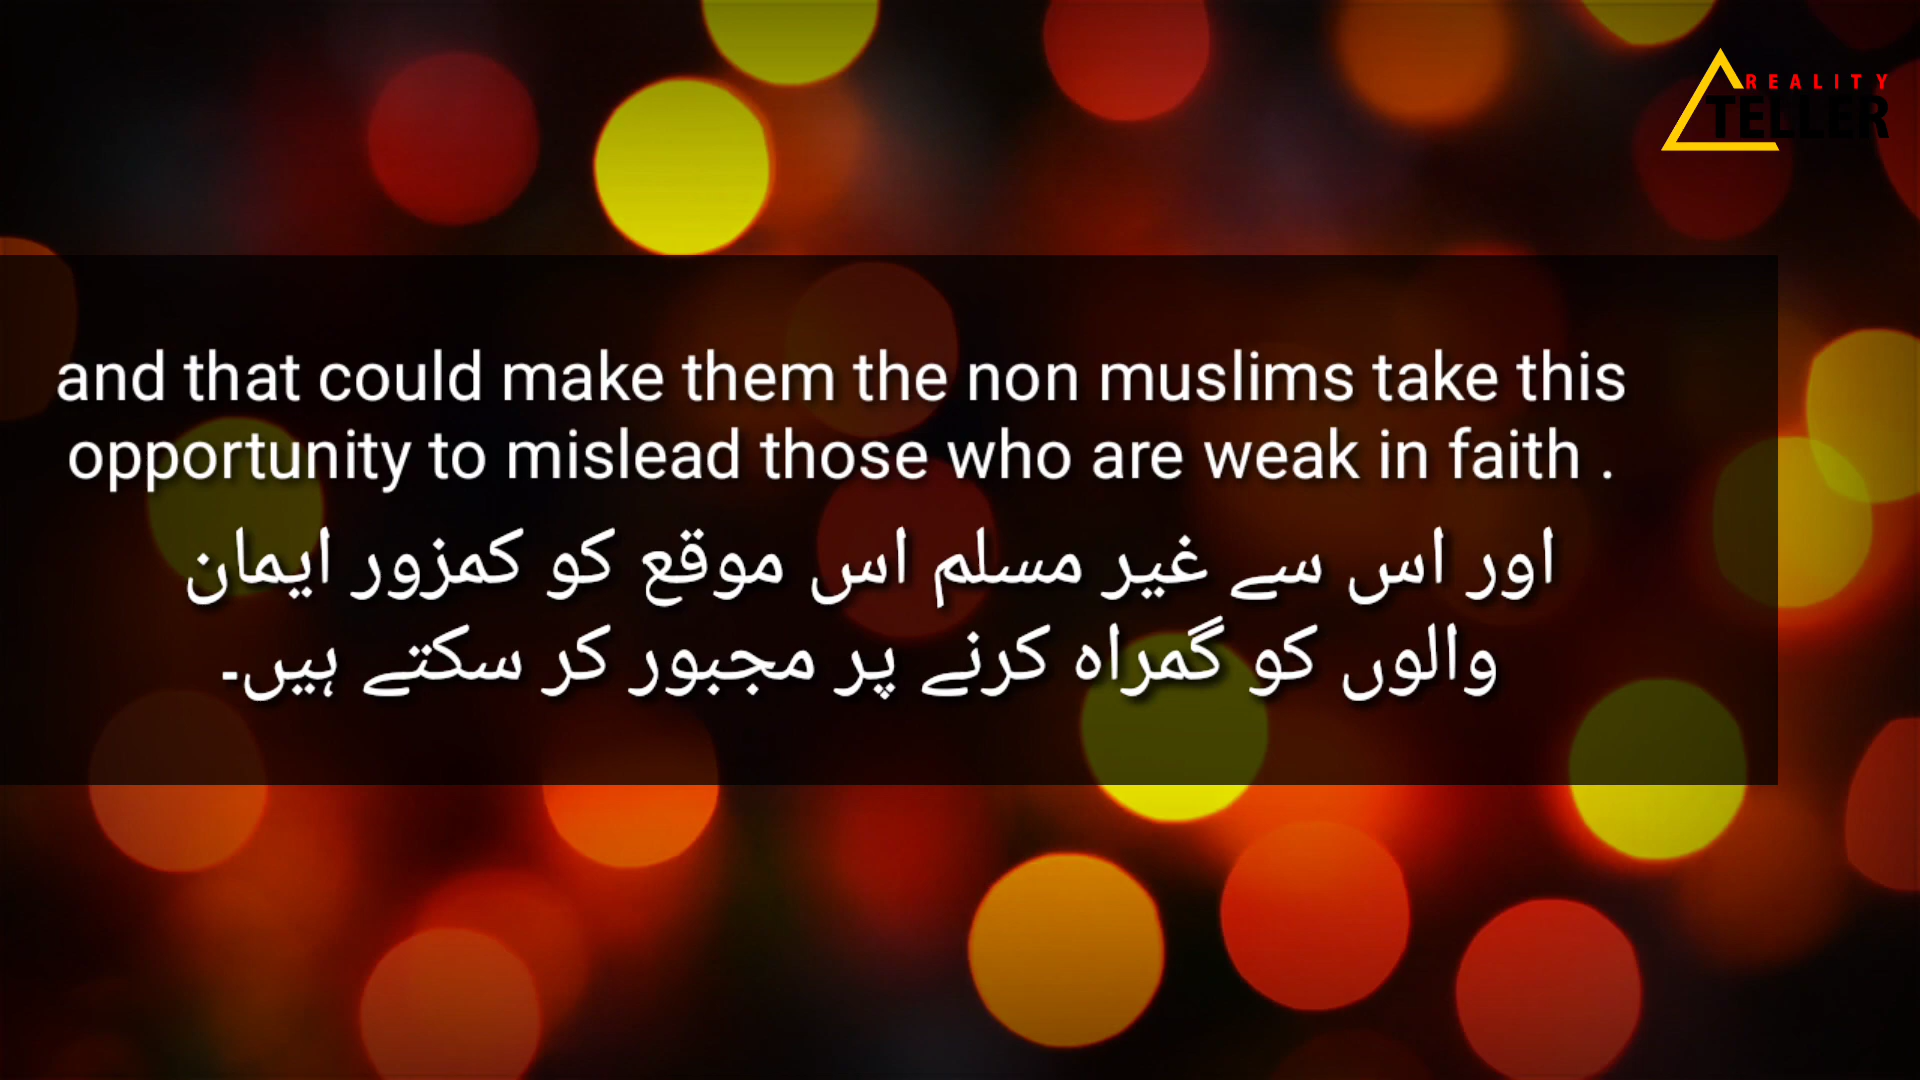 REALITY
TELLER
and that could make them the non muslims take this
opportunity to mislead those who are weak in faith .
اور اس سے غیر مسلم اس موقع کو کمزور ایمان
والوں کو گمراہ کرنے پر مجبور کر سکتے ہیں۔